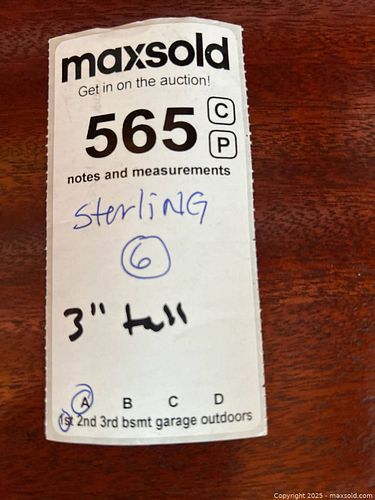 maxsold
Get in on the auction!
565 C
P
notes and measurements
sterliNG
6
3" tall
A B C D
1st 2nd 3rd bsmt garage outdoors
Copyright 2025 - maxsold.com